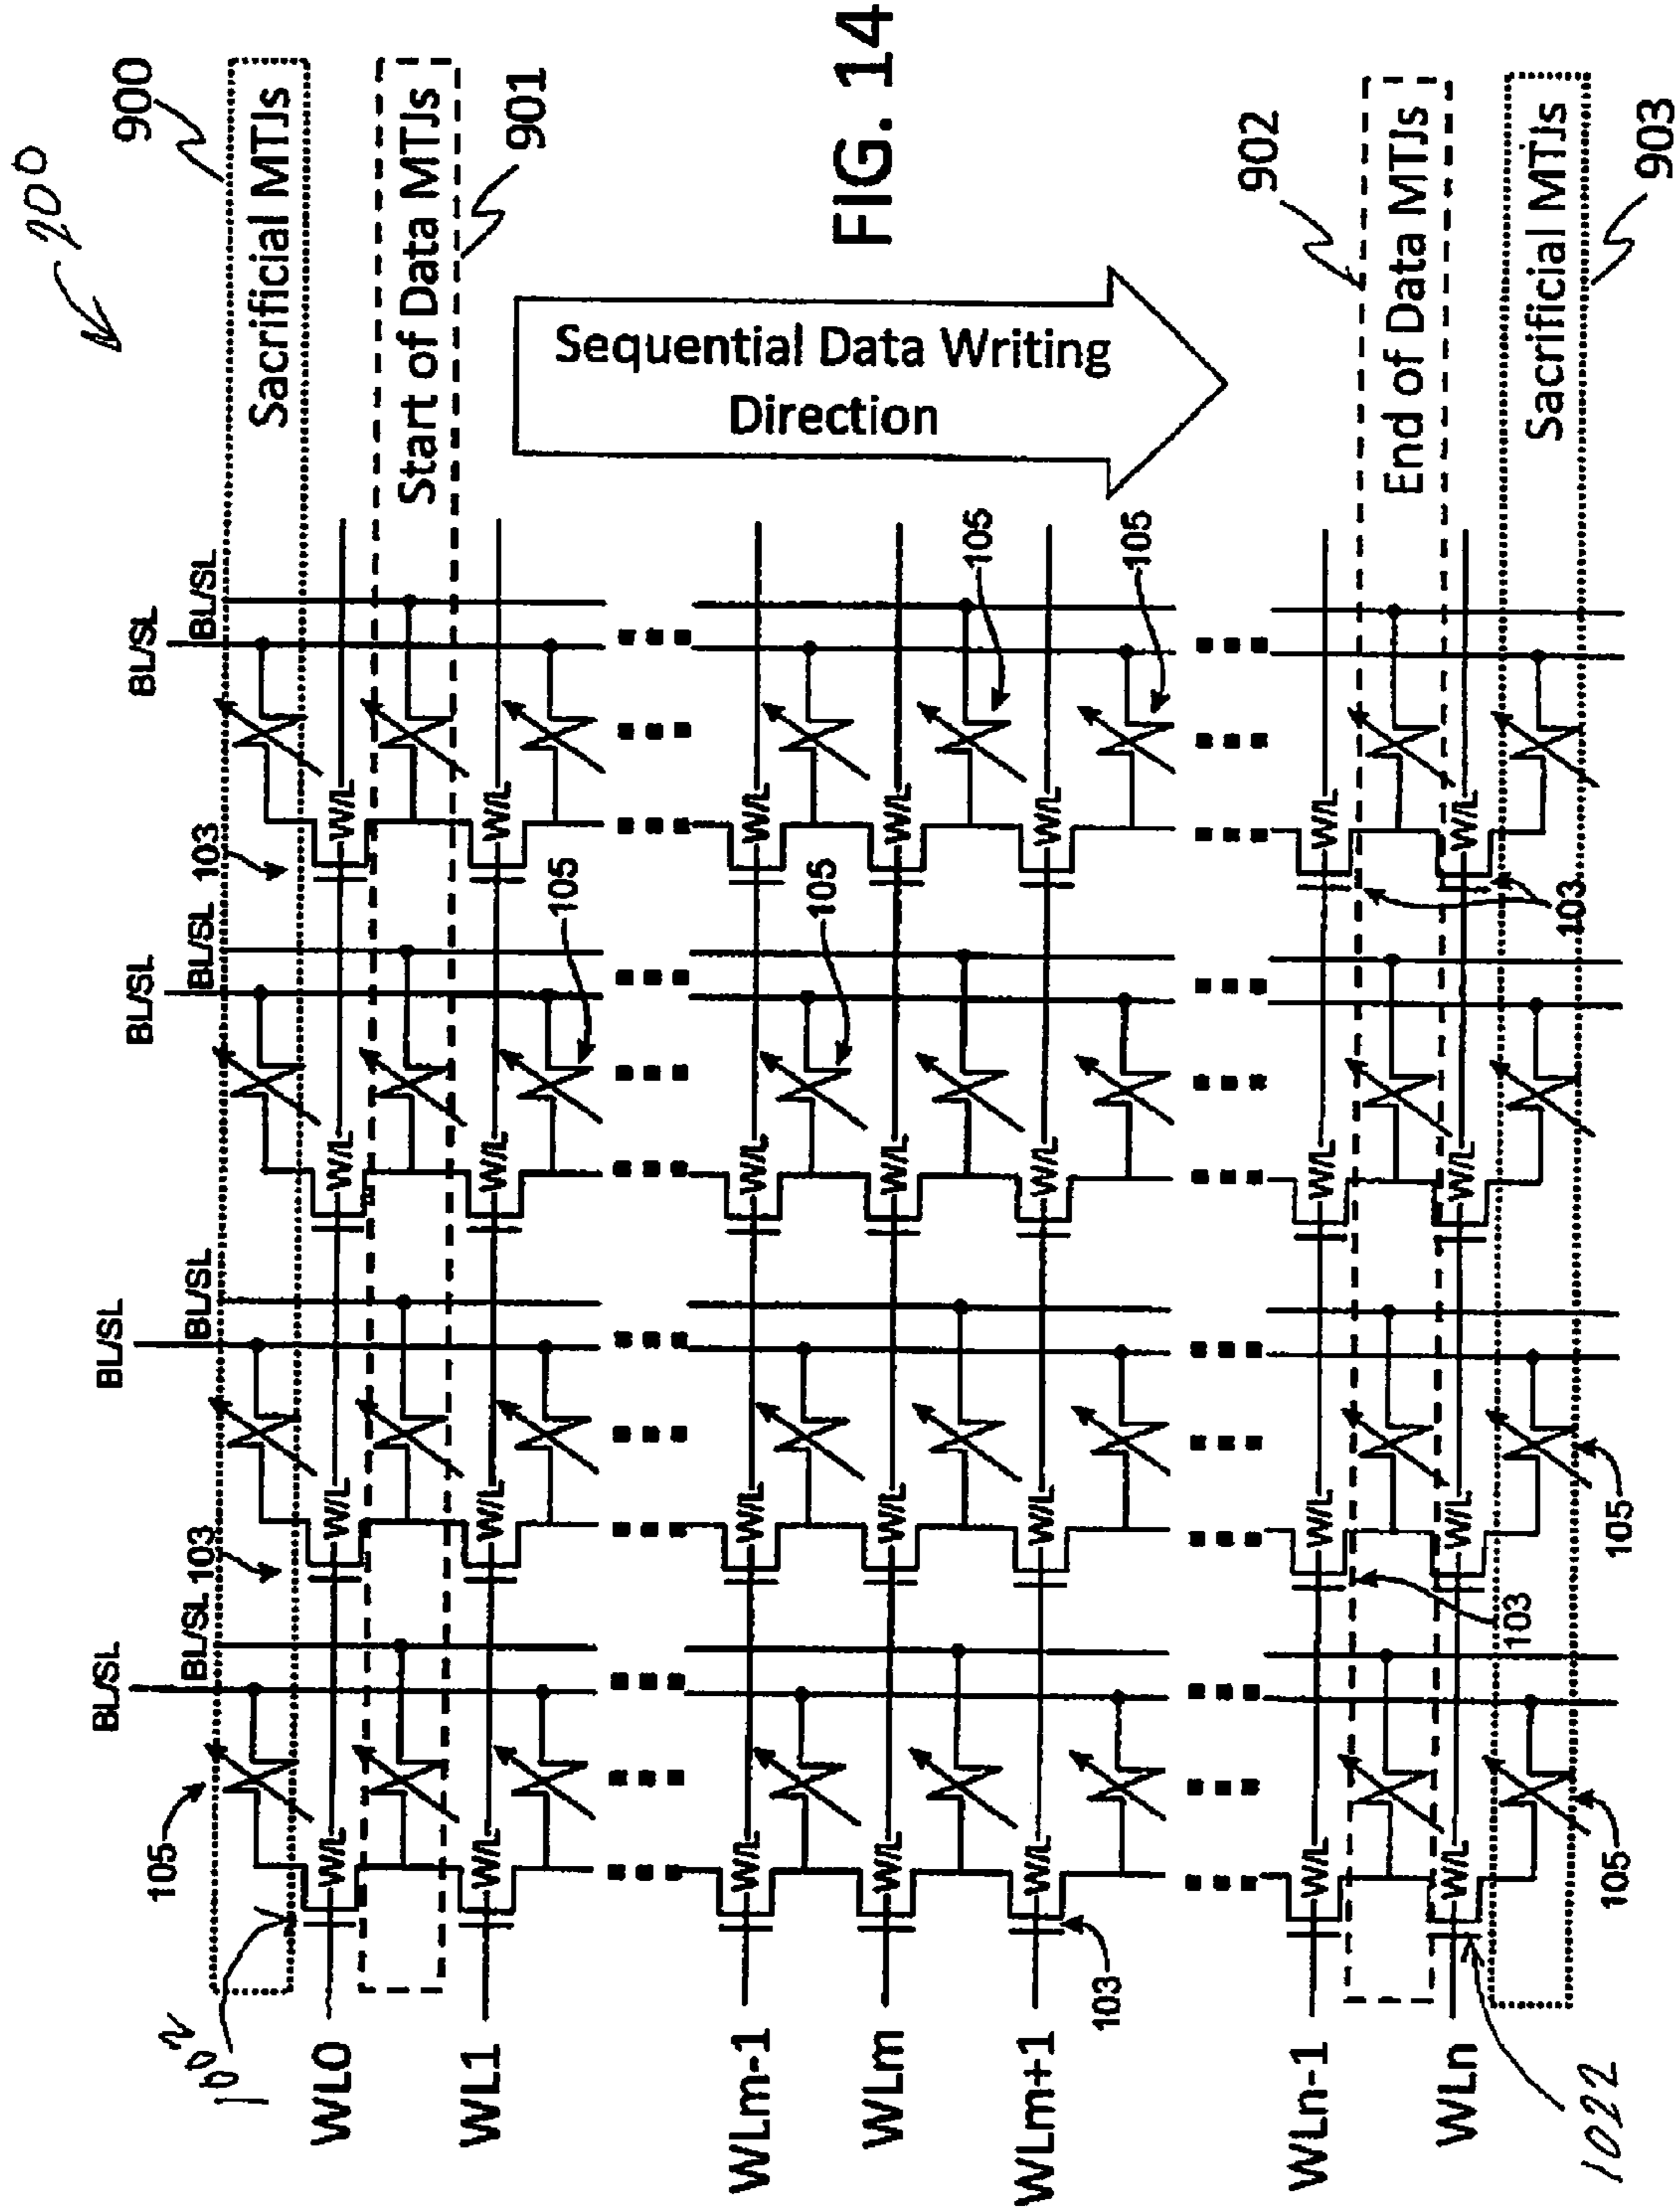 200
BL/SL BL/SL BL/SL BL/SL
900
105
BL/SL 103 BL/SL BL/SL 103 BL/SL
1002
Sacrificial MTJs
WL0 W/L W/L W/L W/L
Start of Data MTJs
WL1 W/L W/L W/L W/L
901
105
Sequential Data Writing
Direction
WLm-1 W/L W/L W/L W/L
105
FIG. 14
WLm W/L W/L W/L W/L
105
WLm+1 W/L W/L W/L W/L
103
105
902
WLn-1 W/L W/L W/L W/L
End of Data MTJs
WLn W/L W/L W/L W/L
103
Sacrificial MTJs
103
1022
105
105
903